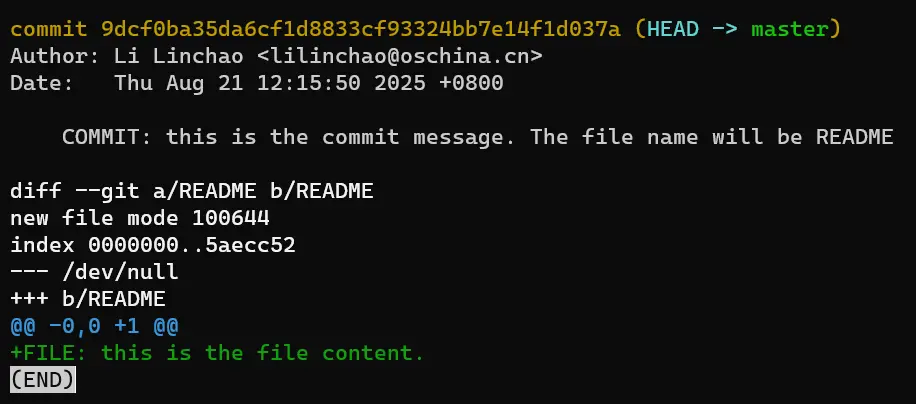 commit 9dcf0ba35da6cf1d8833cf93324bb7e14f1d037a (HEAD -> master)
Author: Li Linchao <lilinchao@oschina.cn>
Date:   Thu Aug 21 12:15:50 2025 +0800

    COMMIT: this is the commit message. The file name will be README

diff --git a/README b/README
new file mode 100644
index 0000000..5aecc52
--- /dev/null
+++ b/README
@@ -0,0 +1 @@
+FILE: this is the file content.
(END)